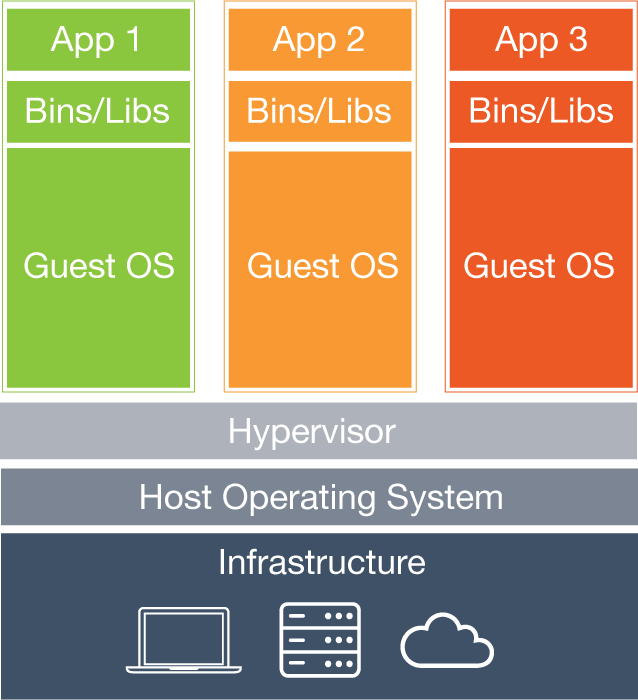 App 1
App 2
App 3
Bins/Libs
Bins/Libs
Bins/Libs
Guest OS
Guest OS
Guest OS
Hypervisor
Host Operating System
Infrastructure